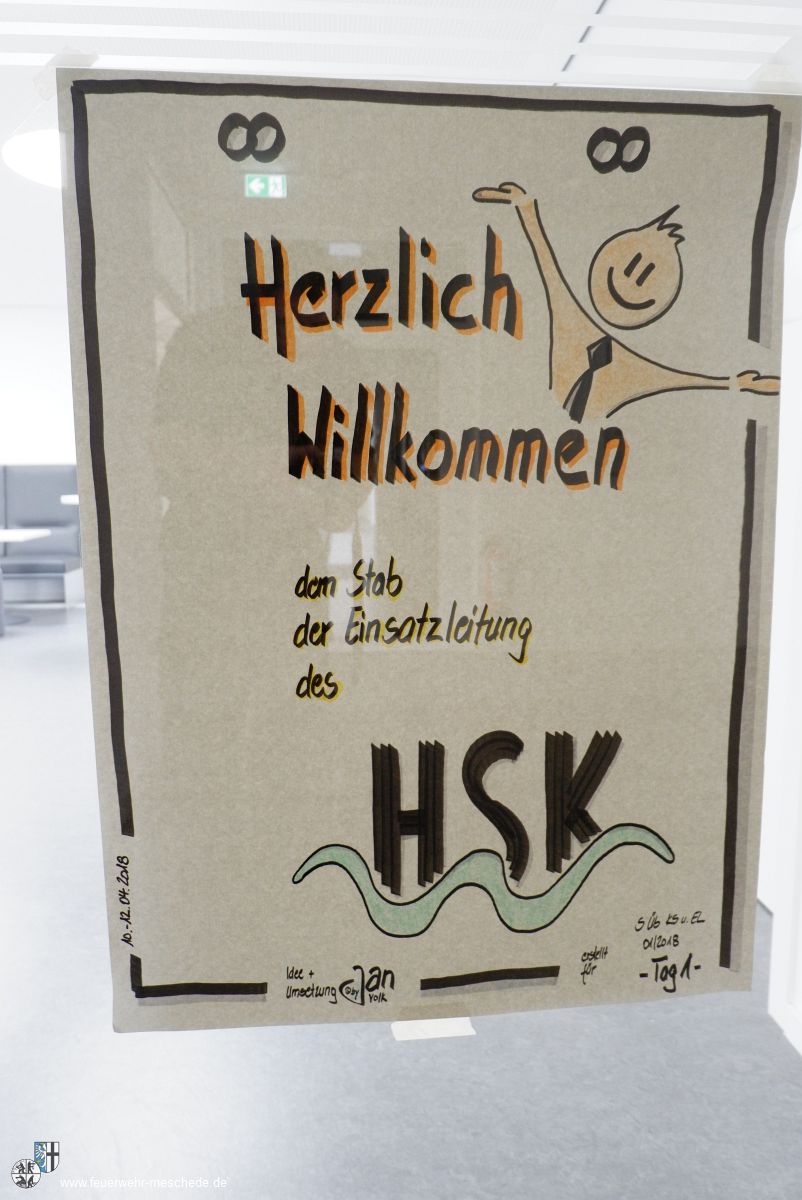 Herzlich
Willkommen
dem Stab
der Einsatzleitung
des
HSK
10.-12.04.2018
Idee +
Umsetzung
by Jan
Volk
erstellt
für
S Üb KS u. EL
01/2018
-Tag 1-
www.feuerwehr-meschede.de